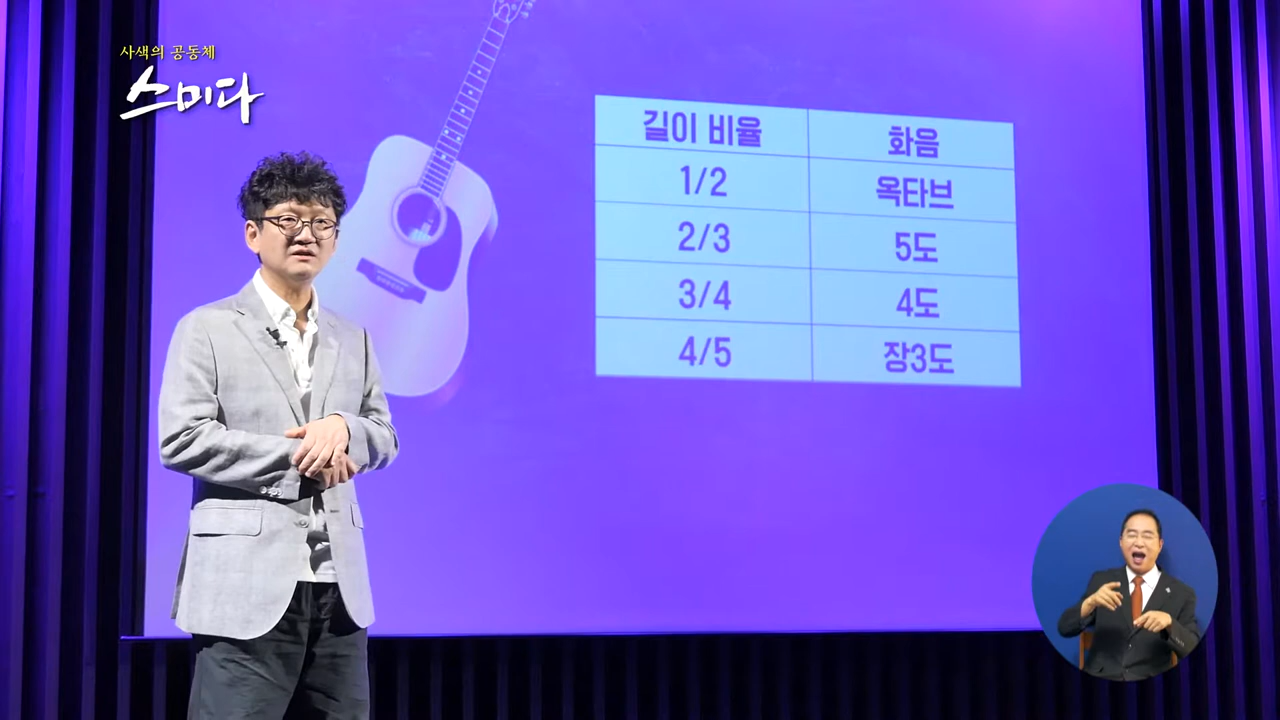 사색의 공동체
스미다
길이 비율 화음
1/2 옥타브
2/3 5도
3/4 4도
4/5 장3도